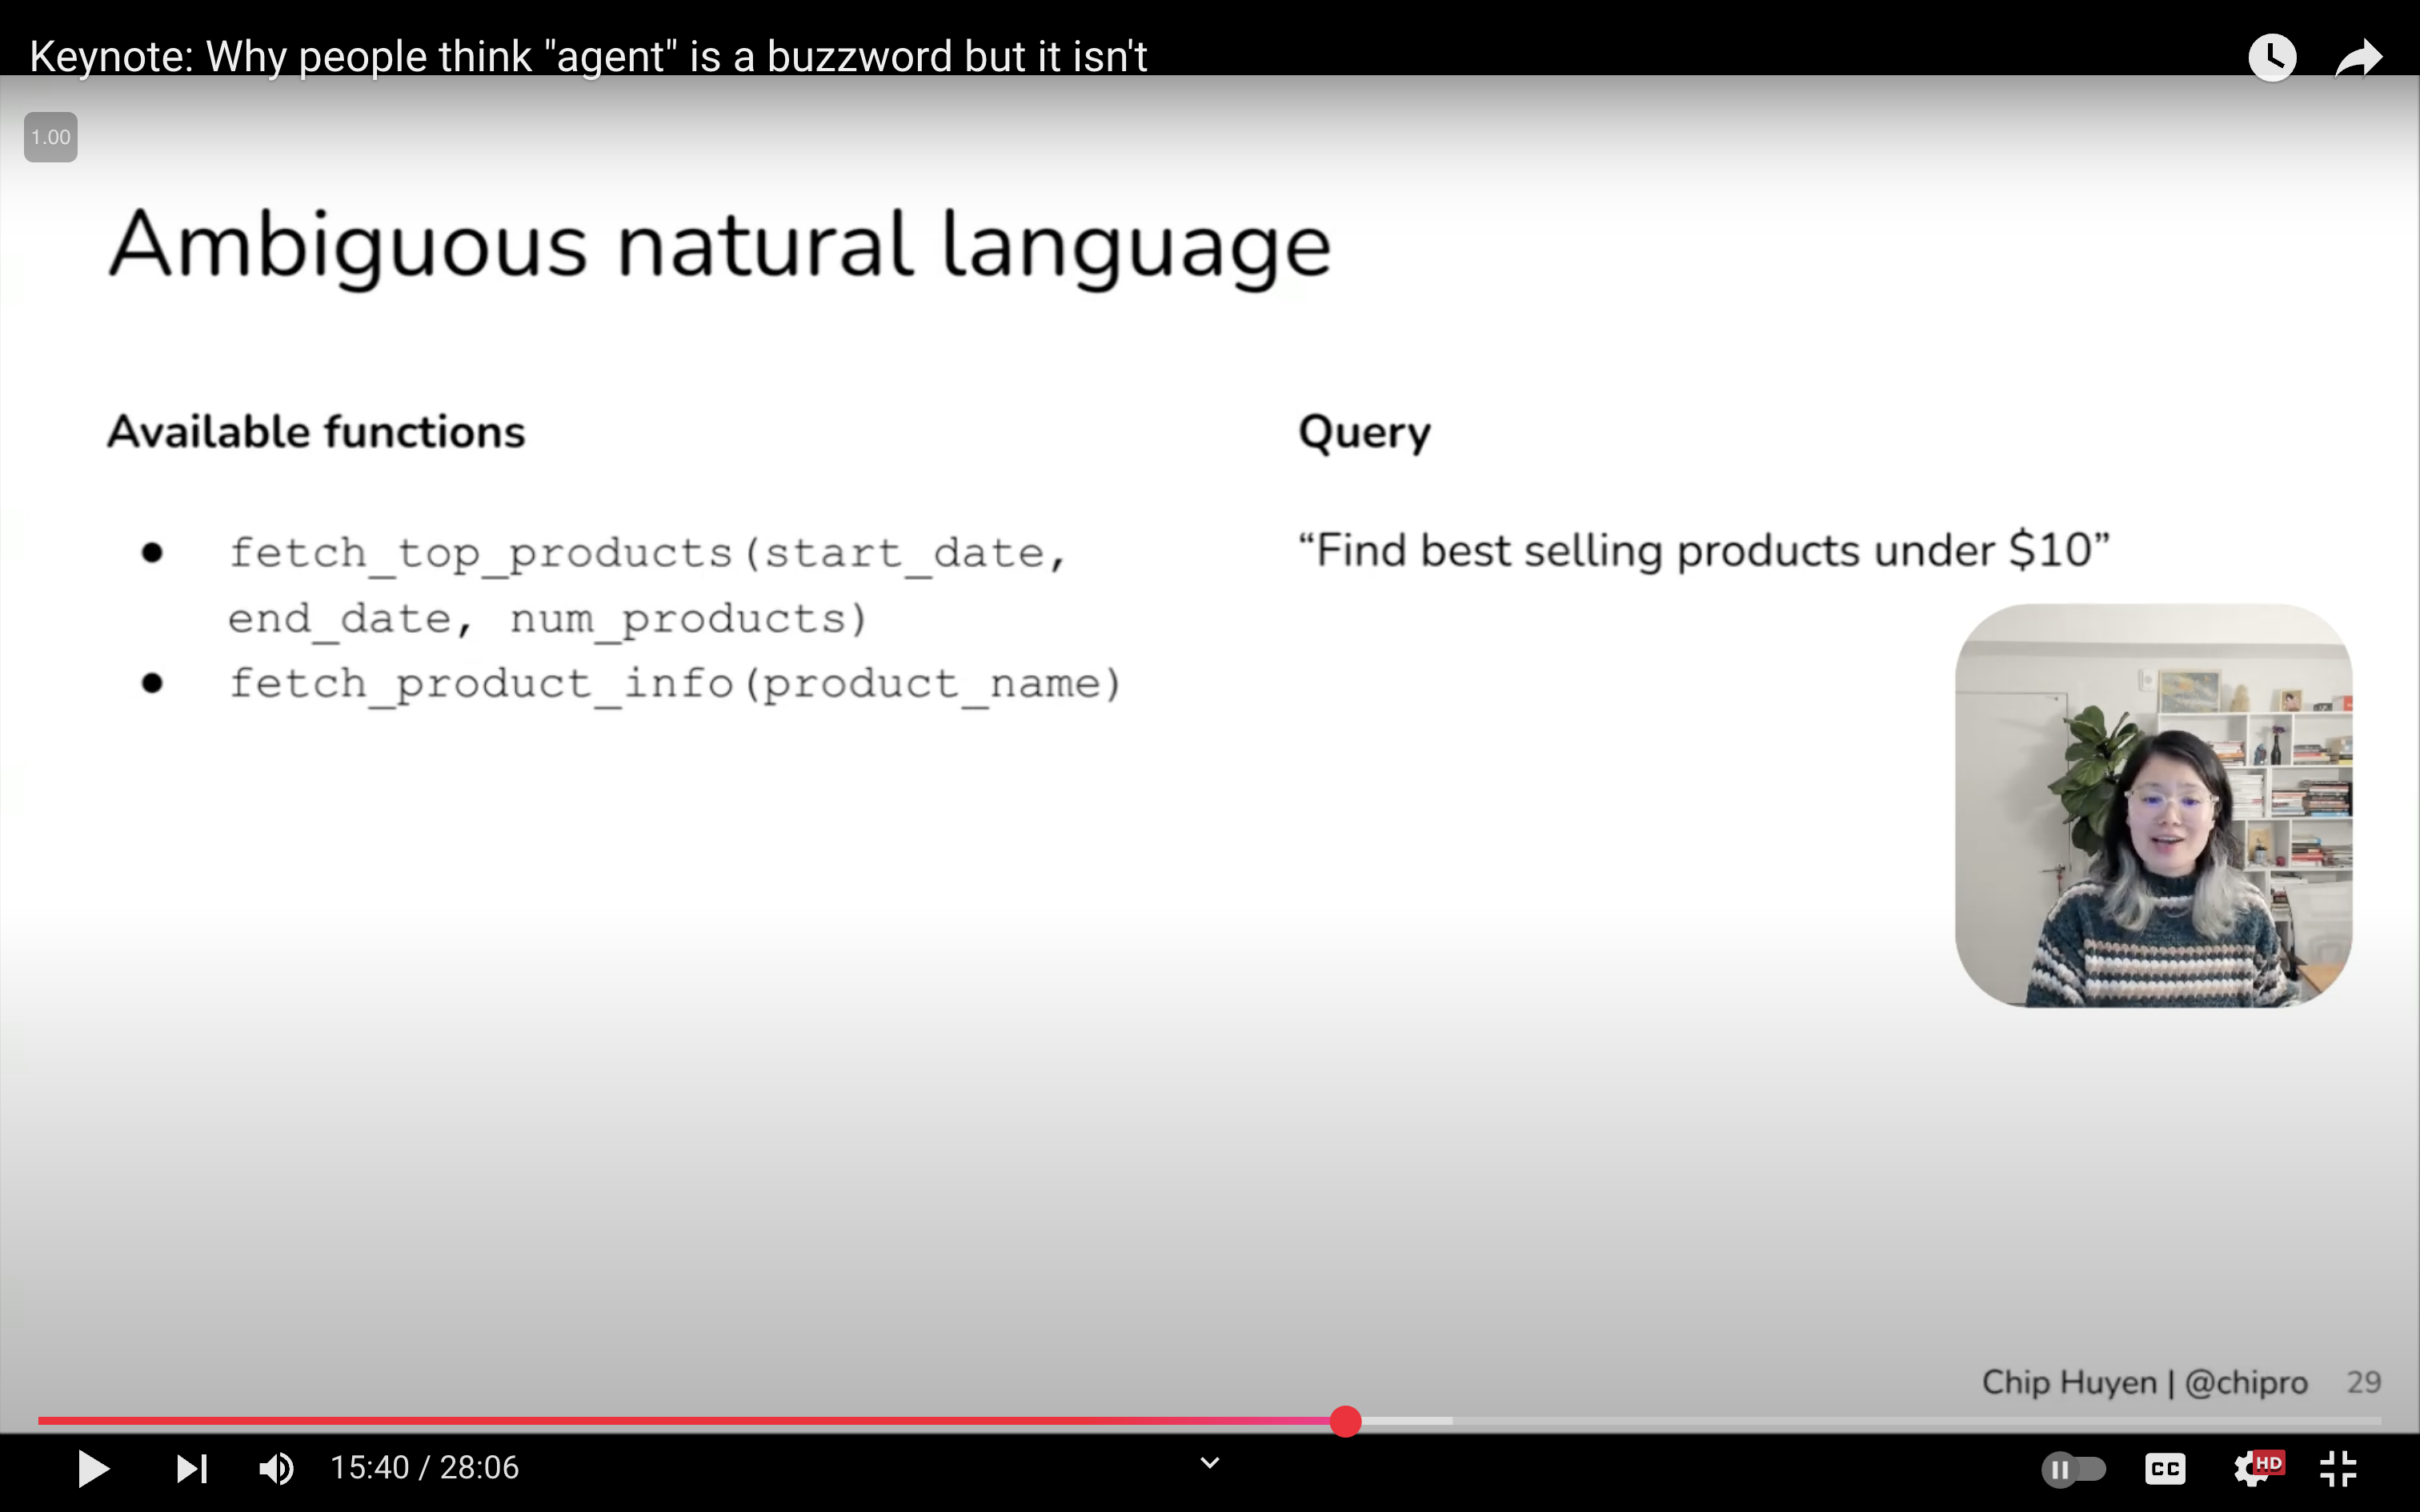 Keynote: Why people think "agent" is a buzzword but it isn't
1.00
Ambiguous natural language
Available functions
● fetch_top_products(start_date,
end_date, num_products)
● fetch_product_info(product_name)
Query
“Find best selling products under $10”
Chip Huyen | @chipro 29
15:40 / 28:06
CC
HD